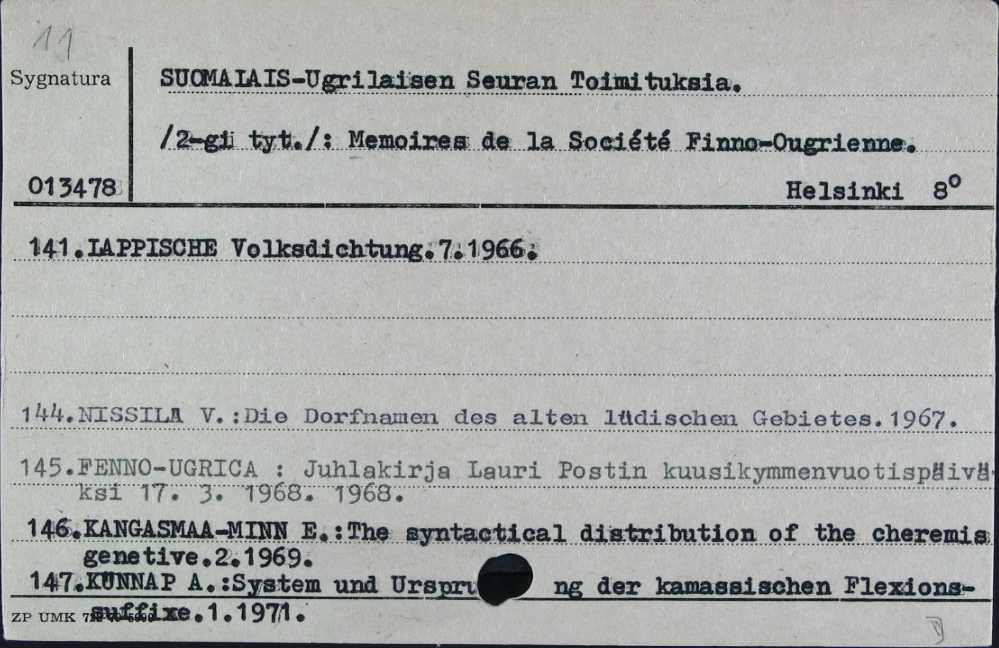 11
Sygnatura
SUOMALAIS-Ugrilaisen Seuran Toimituksia.
/2-gi tyt./: Memoires de la Société Finno-Ougrienne.
013478
Helsinki 8°
141.LAPPISCHE Volksdichtung.7.1966.
144.NISSILA V.:Die Dorfnamen des alten lüdischen Gebietes.1967.
145.FENNO-UGRICA : Juhlakirja Lauri Postin kuusikymmenvuotispäivä-
ksi 17. 3. 1968. 1968.
146.KANGASMAA-MINN E.:The syntactical distribution of the cheremis
genetive.2.1969.
147.KÜNNAP A.:System und Ursprung der kamassischen Flexions-
suffixe.1.1971.
ZP UMK